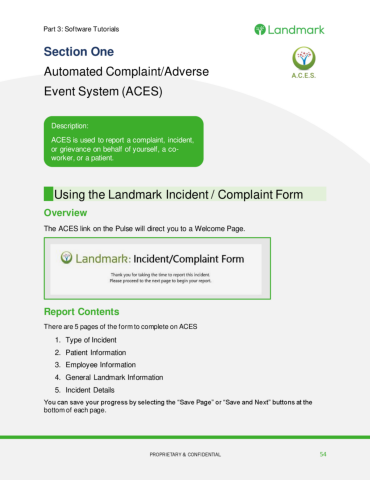 Part 3: Software Tutorials
Landmark
Section One
Automated Complaint/Adverse
Event System (ACES)
A.C.E.S.
Description:
ACES is used to report a complaint, incident,
or grievance on behalf of yourself, a co-
worker, or a patient.
Using the Landmark Incident / Complaint Form
Overview
The ACES link on the Pulse will direct you to a Welcome Page.
Landmark: Incident/Complaint Form
Thank you for taking the time to report this incident.
Please proceed to the next page to begin your report.
Report Contents
There are 5 pages of the form to complete on ACES
1. Type of Incident
2. Patient Information
3. Employee Information
4. General Landmark Information
5. Incident Details
You can save your progress by selecting the "Save Page" or "Save and Next" buttons at the
bottom of each page.
PROPRIETARY & CONFIDENTIAL
54